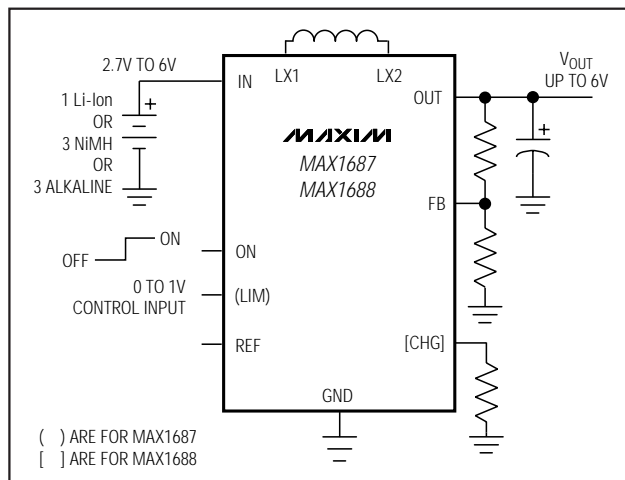 2.7V TO 6V
1 Li-Ion
OR
3 NiMH
OR
3 ALKALINE
IN
LX1
LX2
OUT
VOUT
UP TO 6V
MAXIM
MAX1687
MAX1688
FB
OFF
ON
ON
0 TO 1V
CONTROL INPUT
(LIM)
REF
[CHG]
GND
( ) ARE FOR MAX1687
[ ] ARE FOR MAX1688